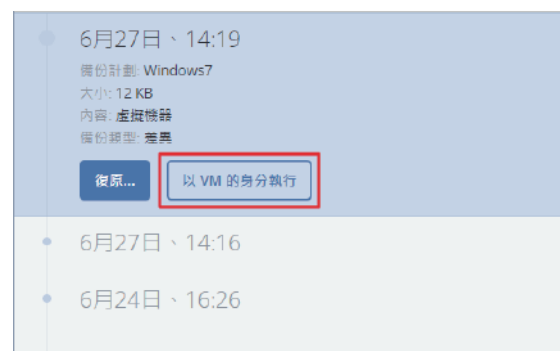 6月27日、14:19
備份計劃: Windows7
大小: 12 KB
內容: 虛擬機器
備份類型: 差異
復原... 以 VM 的身分執行
6月27日、14:16
6月24日、16:26